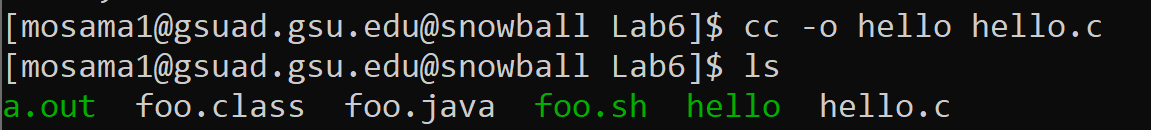 [mosama1@gsuad.gsu.edu@snowball Lab6]$ cc -o hello hello.c
[mosama1@gsuad.gsu.edu@snowball Lab6]$ ls
a.out  foo.class  foo.java  foo.sh  hello  hello.c